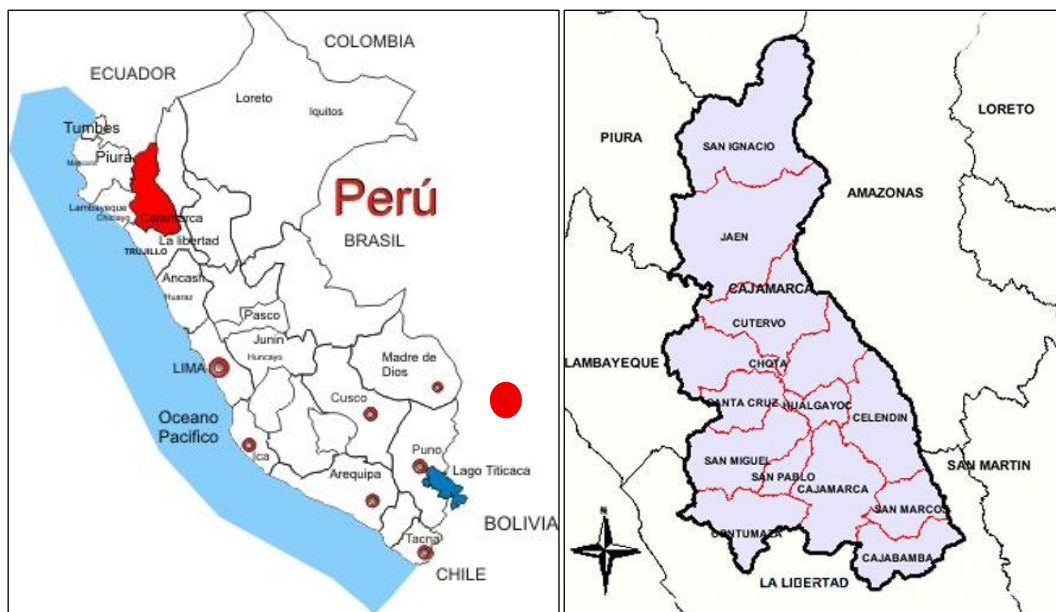 COLOMBIA
ECUADOR
Loreto
Iquitos
Tumbes
Piura
Lambayeque
Chiclayo
Cajamarca
La libertad
TRUJILLO
Perú
BRASIL
Ancash
Huaraz
Pasco
Junin
Huncayo
LIMA
Madre de
Dios
Cusco
Oceano
Pacifico
Ica
Puno
Lago Titicaca
Arequipa
BOLIVIA
Tacna
CHILE
PIURA
SAN IGNACIO
LORETO
AMAZONAS
JAEN
CAJAMARCA
CUTERVO
LAMBAYEQUE
CHOTA
SANTA CRUZ
HUALGAYOC
CELENDIN
SAN MIGUEL
SAN PABLO
CAJAMARCA
SAN MARTIN
SAN MARCOS
CONTUMAZA
CAJABAMBA
LA LIBERTAD
N